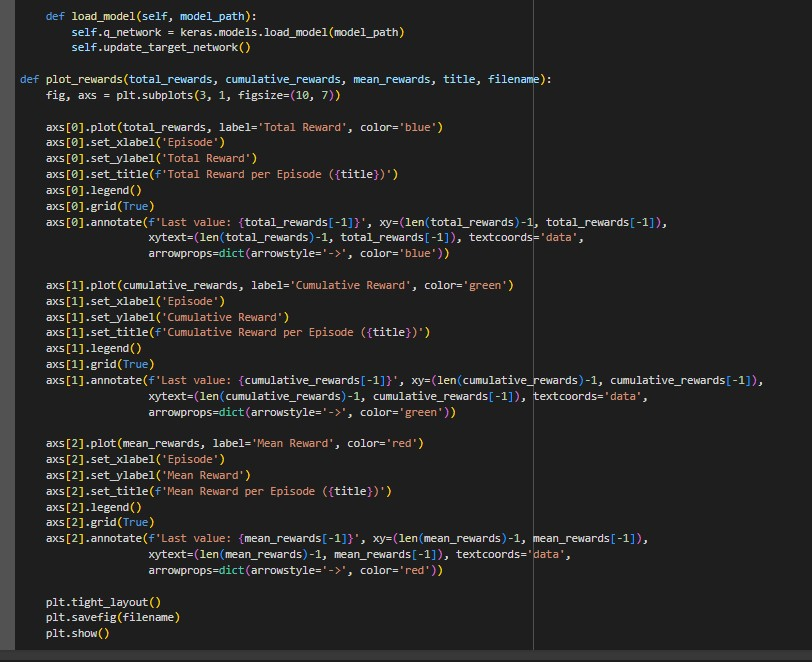 def load_model(self, model_path):
        self.q_network = keras.models.load_model(model_path)
        self.update_target_network()

def plot_rewards(total_rewards, cumulative_rewards, mean_rewards, title, filename):
    fig, axs = plt.subplots(3, 1, figsize=(10, 7))

    axs[0].plot(total_rewards, label='Total Reward', color='blue')
    axs[0].set_xlabel('Episode')
    axs[0].set_ylabel('Total Reward')
    axs[0].set_title(f'Total Reward per Episode ({title})')
    axs[0].legend()
    axs[0].grid(True)
    axs[0].annotate(f'Last value: {total_rewards[-1]}', xy=(len(total_rewards)-1, total_rewards[-1]),
                    xytext=(len(total_rewards)-1, total_rewards[-1]), textcoords='data',
                    arrowprops=dict(arrowstyle='->', color='blue'))

    axs[1].plot(cumulative_rewards, label='Cumulative Reward', color='green')
    axs[1].set_xlabel('Episode')
    axs[1].set_ylabel('Cumulative Reward')
    axs[1].set_title(f'Cumulative Reward per Episode ({title})')
    axs[1].legend()
    axs[1].grid(True)
    axs[1].annotate(f'Last value: {cumulative_rewards[-1]}', xy=(len(cumulative_rewards)-1, cumulative_rewards[-1]),
                    xytext=(len(cumulative_rewards)-1, cumulative_rewards[-1]), textcoords='data',
                    arrowprops=dict(arrowstyle='->', color='green'))

    axs[2].plot(mean_rewards, label='Mean Reward', color='red')
    axs[2].set_xlabel('Episode')
    axs[2].set_ylabel('Mean Reward')
    axs[2].set_title(f'Mean Reward per Episode ({title})')
    axs[2].legend()
    axs[2].grid(True)
    axs[2].annotate(f'Last value: {mean_rewards[-1]}', xy=(len(mean_rewards)-1, mean_rewards[-1]),
                    xytext=(len(mean_rewards)-1, mean_rewards[-1]), textcoords='data',
                    arrowprops=dict(arrowstyle='->', color='red'))

    plt.tight_layout()
    plt.savefig(filename)
    plt.show()